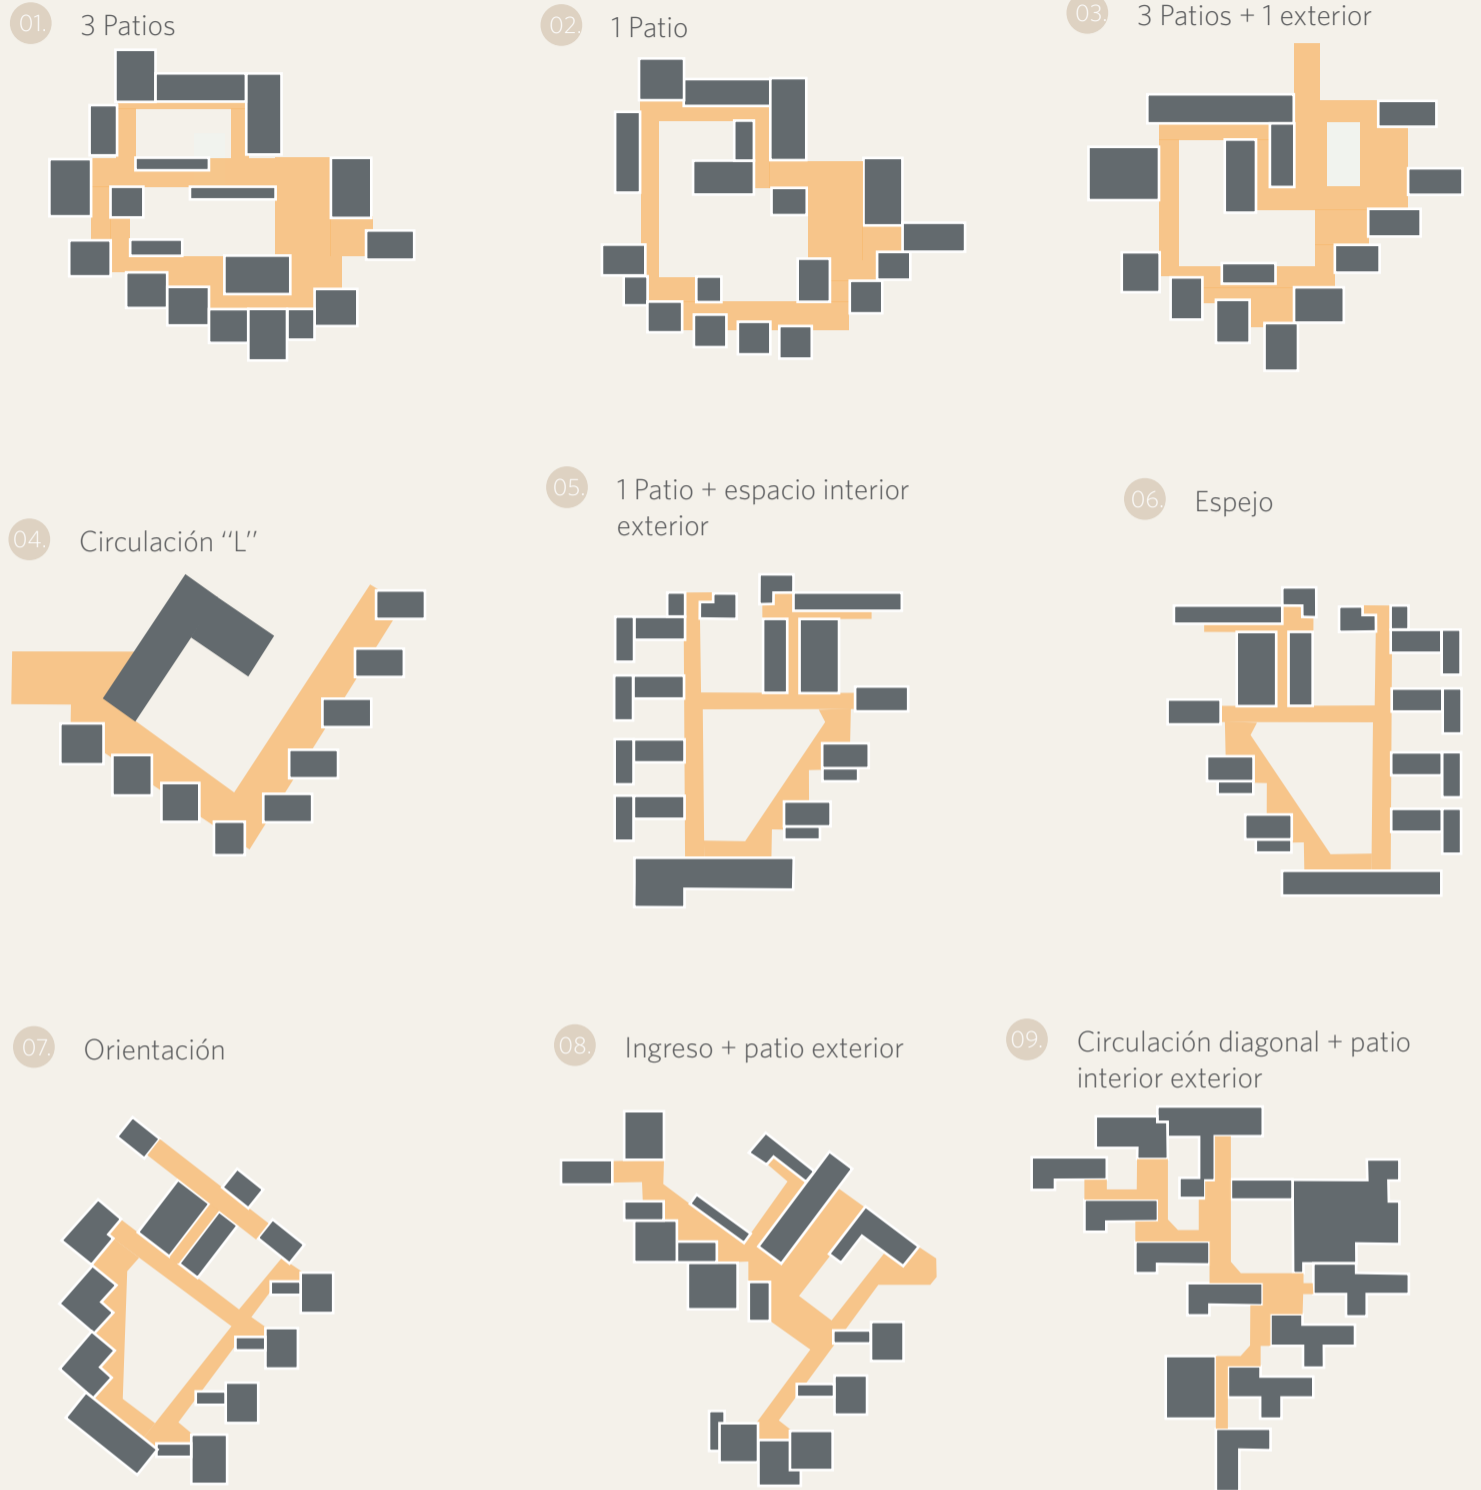 01.
3 Patios
02.
1 Patio
03.
3 Patios + 1 exterior
04.
Circulación “L”
05.
1 Patio + espacio interior
exterior
06.
Espejo
07.
Orientación
08.
Ingreso + patio exterior
09.
Circulación diagonal + patio
interior exterior